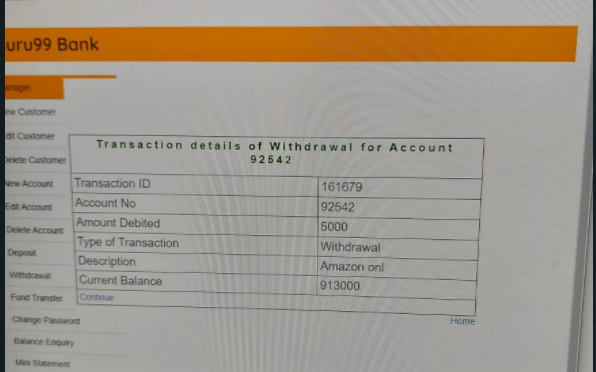 uru99 Bank
anager
ew Customer
dit Customer
Delete Customer
New Account
Edit Account
Delete Account
Deposit
Withdrawal
Fund Transfer
Change Password
Balance Enquiry
Mini Statement
Transaction details of Withdrawal for Account
92542
Transaction ID 161679
Account No 92542
Amount Debited 5000
Type of Transaction Withdrawal
Description Amazon onl
Current Balance 913000
Continue
Home